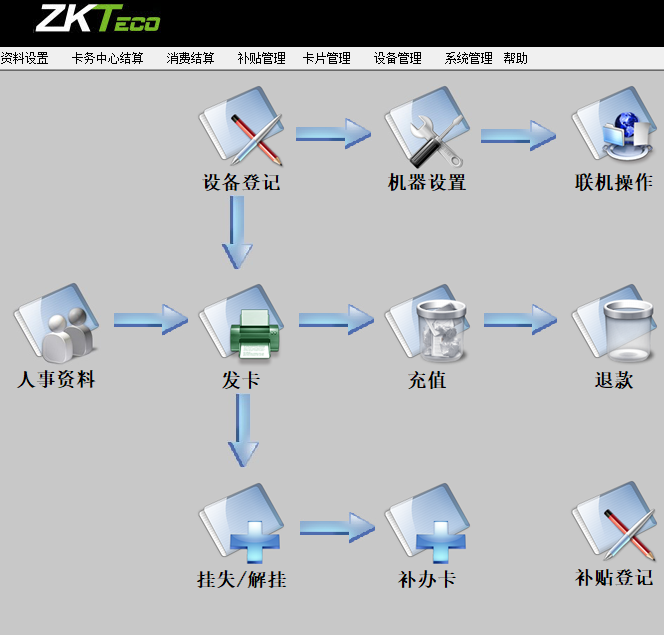 ZKTECO
资料设置 卡务中心结算 消费结算 补贴管理 卡片管理 设备管理 系统管理 帮助
设备登记 机器设置 联机操作
人事资料 发卡 充值 退款
挂失/解挂 补办卡 补贴登记